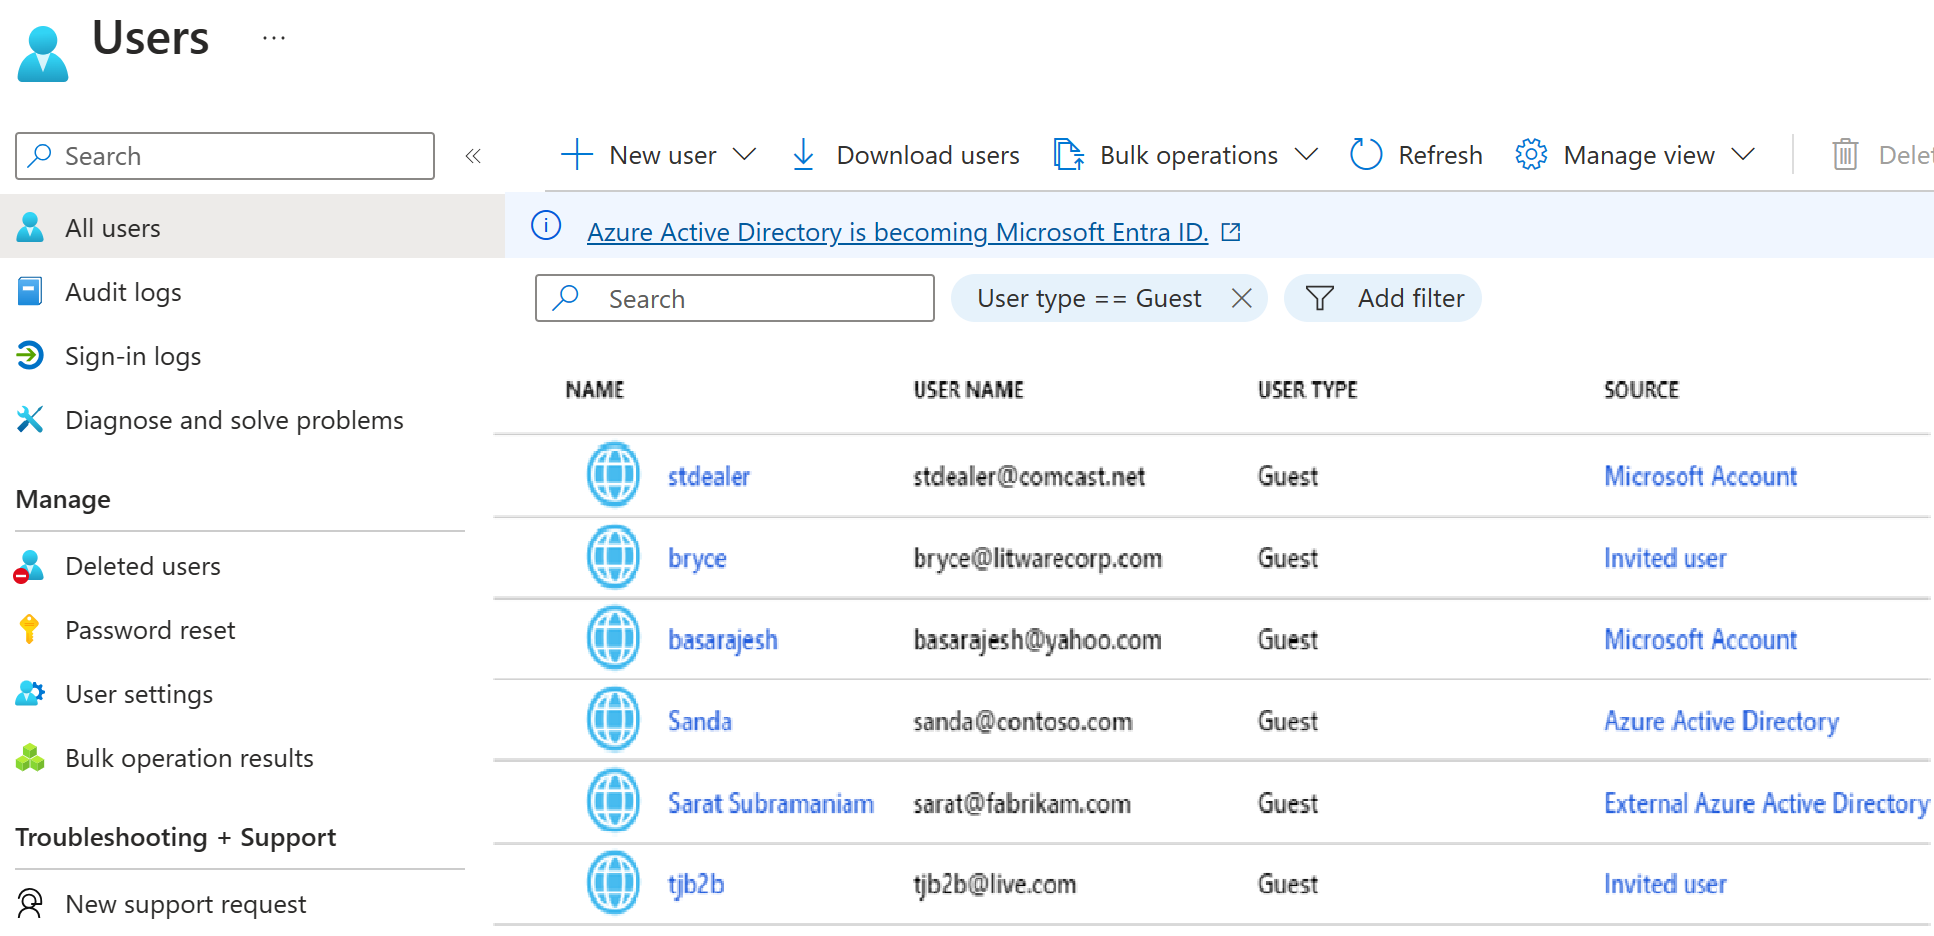 Users ...
Search
All users
Audit logs
Sign-in logs
Diagnose and solve problems
Manage
Deleted users
Password reset
User settings
Bulk operation results
Troubleshooting + Support
New support request
New user Download users Bulk operations Refresh Manage view Delet
Azure Active Directory is becoming Microsoft Entra ID.
Search User type == Guest Add filter
NAME USER NAME USER TYPE SOURCE
stdealer stdealer@comcast.net Guest Microsoft Account
bryce bryce@litwarecorp.com Guest Invited user
basarajesh basarajesh@yahoo.com Guest Microsoft Account
Sanda sanda@contoso.com Guest Azure Active Directory
Sarat Subramaniam sarat@fabrikam.com Guest External Azure Active Directory
tjb2b tjb2b@live.com Guest Invited user